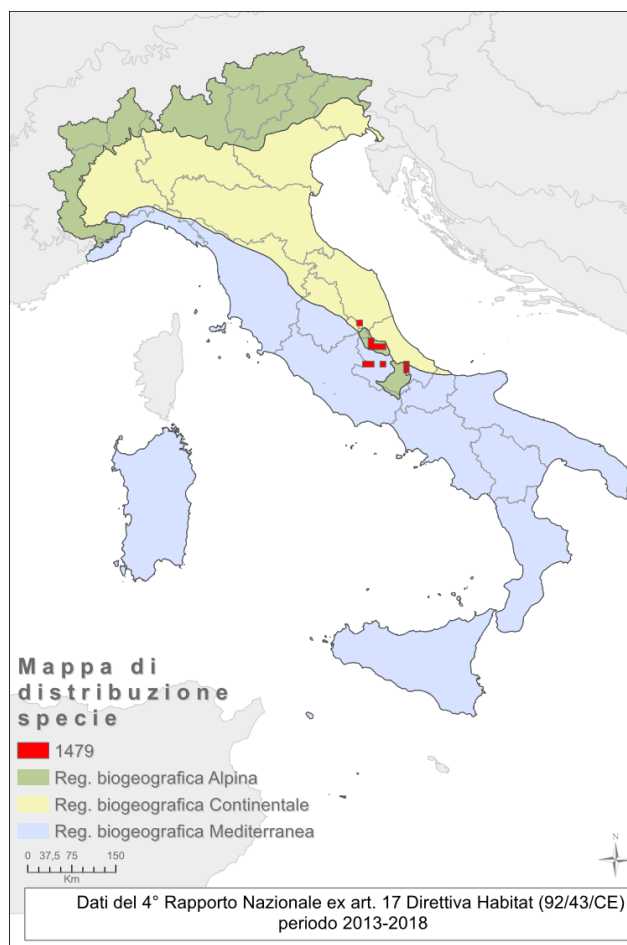 N
Mappa di
distribuzione
specie
1479
Reg. biogeografica Alpina
Reg. biogeografica Continentale
Reg. biogeografica Mediterranea
0 37,5 75 150
Km
Dati del 4° Rapporto Nazionale ex art. 17 Direttiva Habitat (92/43/CE)
periodo 2013-2018